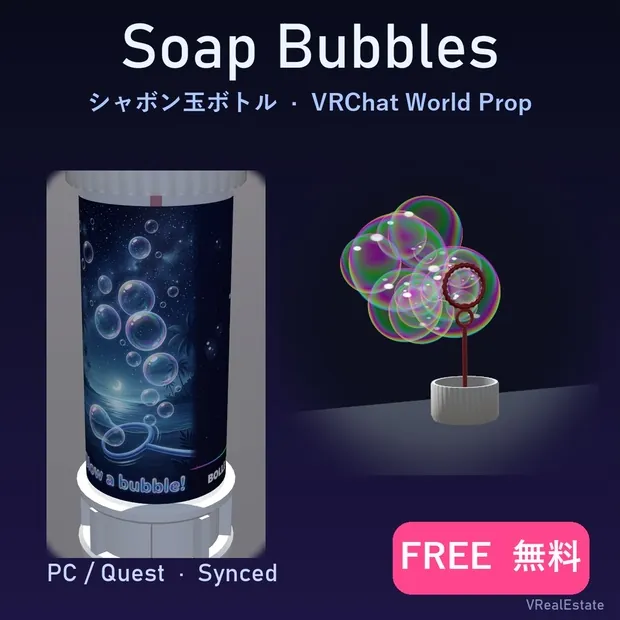 Soap Bubbles
シャボン玉ボトル · VRChat World Prop
a bubble!
PC / Quest · Synced
FREE 無料
VRealEstate